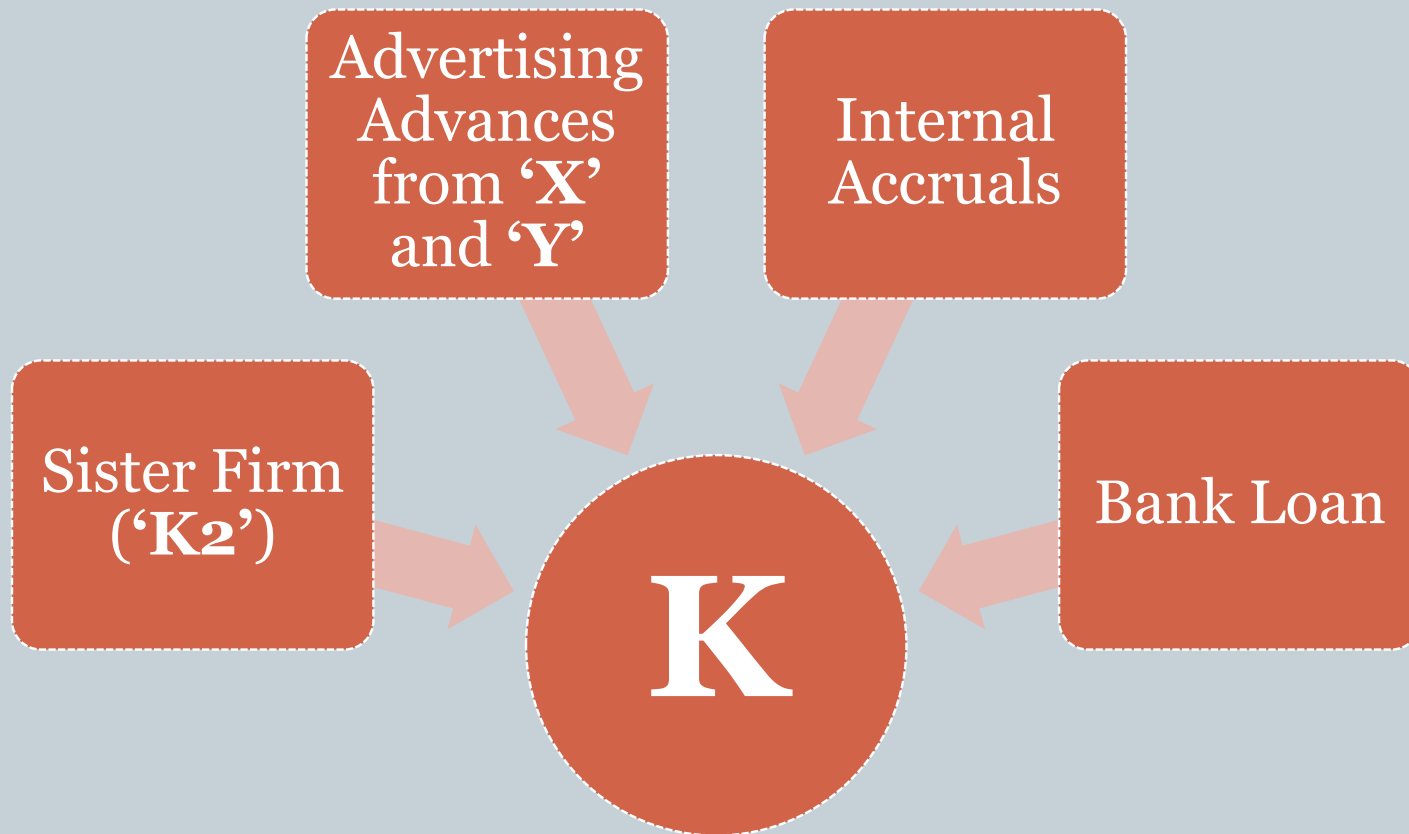 Advertising
Advances
from ‘X’
and ‘Y’
Internal
Accruals
Sister Firm
(‘K2’)
Bank Loan
K